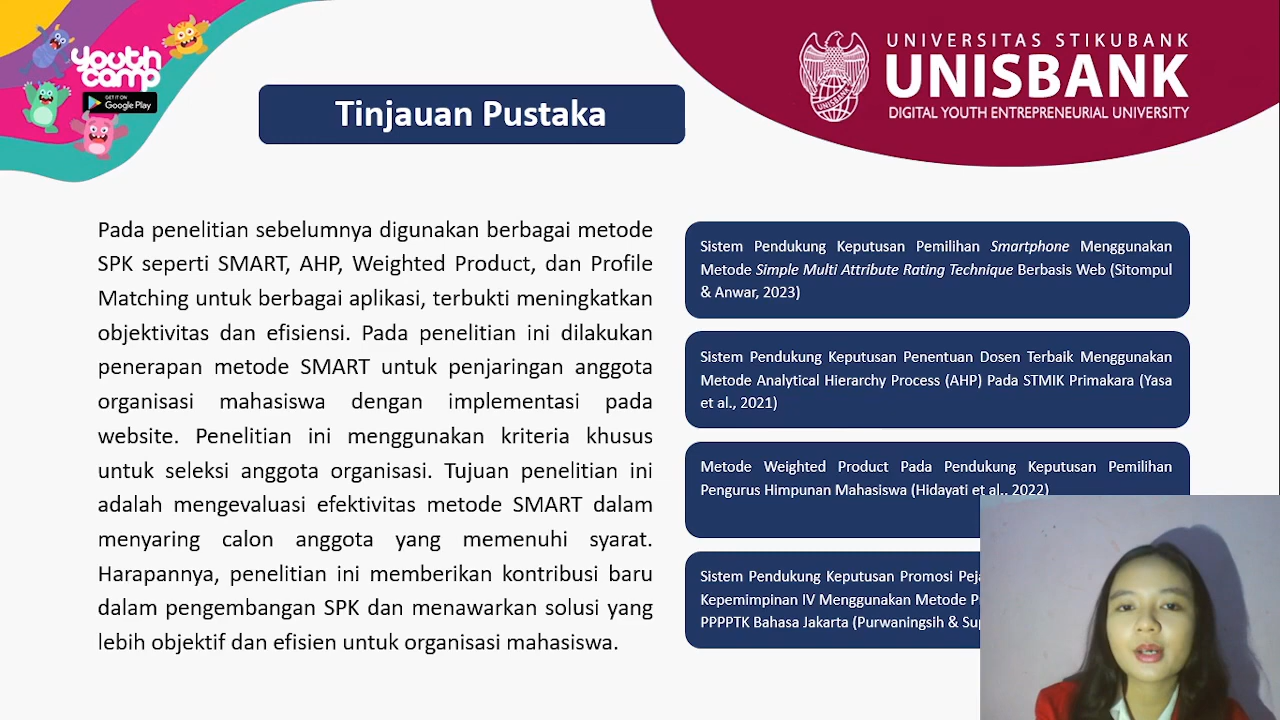 youth
camp
GET IT ON
Google Play
UNIVERSITAS STIKUBANK
UNISBANK
DIGITAL YOUTH ENTREPRENEURIAL UNIVERSITY
UNISBANK
Tinjauan Pustaka
Pada penelitian sebelumnya digunakan berbagai metode
SPK seperti SMART, AHP, Weighted Product, dan Profile
Matching untuk berbagai aplikasi, terbukti meningkatkan
objektivitas dan efisiensi. Pada penelitian ini dilakukan
penerapan metode SMART untuk penjaringan anggota
organisasi mahasiswa dengan implementasi pada
website. Penelitian ini menggunakan kriteria khusus
untuk seleksi anggota organisasi. Tujuan penelitian ini
adalah mengevaluasi efektivitas metode SMART dalam
menyaring calon anggota yang memenuhi syarat.
Harapannya, penelitian ini memberikan kontribusi baru
dalam pengembangan SPK dan menawarkan solusi yang
lebih objektif dan efisien untuk organisasi mahasiswa.
Sistem Pendukung Keputusan Pemilihan Smartphone Menggunakan
Metode Simple Multi Attribute Rating Technique Berbasis Web (Sitompul
& Anwar, 2023)
Sistem Pendukung Keputusan Penentuan Dosen Terbaik Menggunakan
Metode Analytical Hierarchy Process (AHP) Pada STMIK Primakara (Yasa
et al., 2021)
Metode Weighted Product Pada Pendukung Keputusan Pemilihan
Pengurus Himpunan Mahasiswa (Hidayati et al., 2022)
Sistem Pendukung Keputusan Promosi
Kepemimpinan IV Menggunakan Metode
PPPPTK Bahasa Jakarta (Purwaningsih &